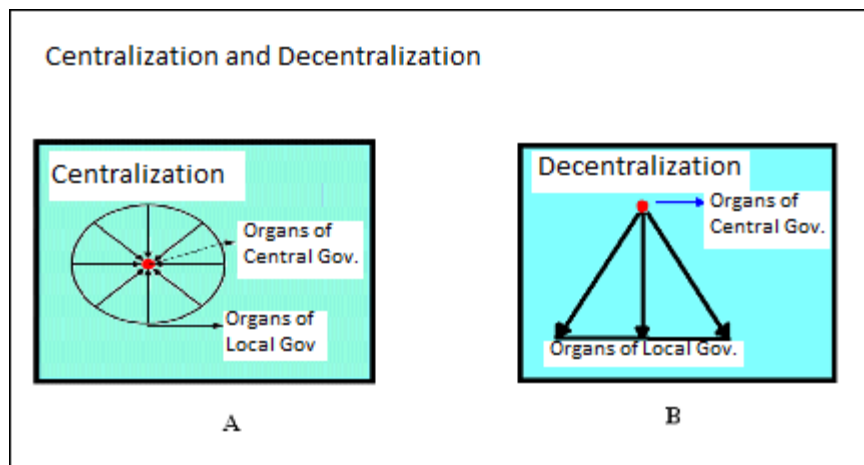 Centralization and Decentralization
Centralization
Organs of
Central Gov.
Organs of
Local Gov
A
Decentralization
Organs of
Central Gov.
Organs of Local Gov.
B